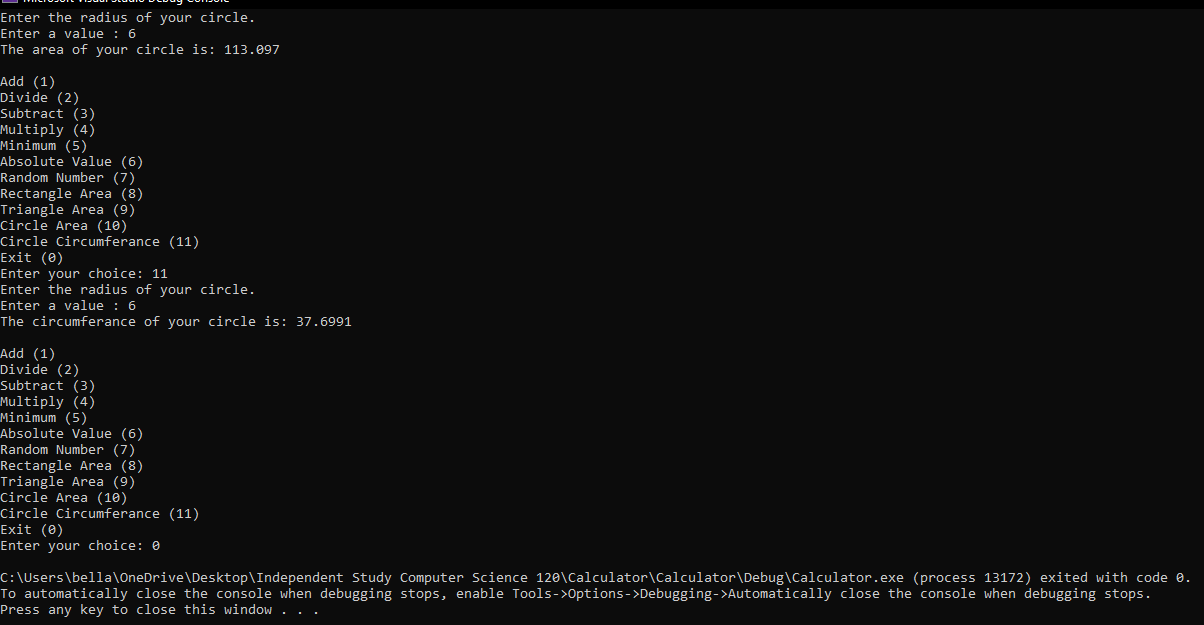 Microsoft Visual Studio Debug Console
Enter the radius of your circle.
Enter a value : 6
The area of your circle is: 113.097
Add (1)
Divide (2)
Subtract (3)
Multiply (4)
Minimum (5)
Absolute Value (6)
Random Number (7)
Rectangle Area (8)
Triangle Area (9)
Circle Area (10)
Circle Circumferance (11)
Exit (0)
Enter your choice: 11
Enter the radius of your circle.
Enter a value : 6
The circumferance of your circle is: 37.6991
Add (1)
Divide (2)
Subtract (3)
Multiply (4)
Minimum (5)
Absolute Value (6)
Random Number (7)
Rectangle Area (8)
Triangle Area (9)
Circle Area (10)
Circle Circumferance (11)
Exit (0)
Enter your choice: 0
C:\Users\bella\OneDrive\Desktop\Independent Study Computer Science 120\Calculator\Calculator\Debug\Calculator.exe (process 13172) exited with code 0.
To automatically close the console when debugging stops, enable Tools->Options->Debugging->Automatically close the console when debugging stops.
Press any key to close this window . . .